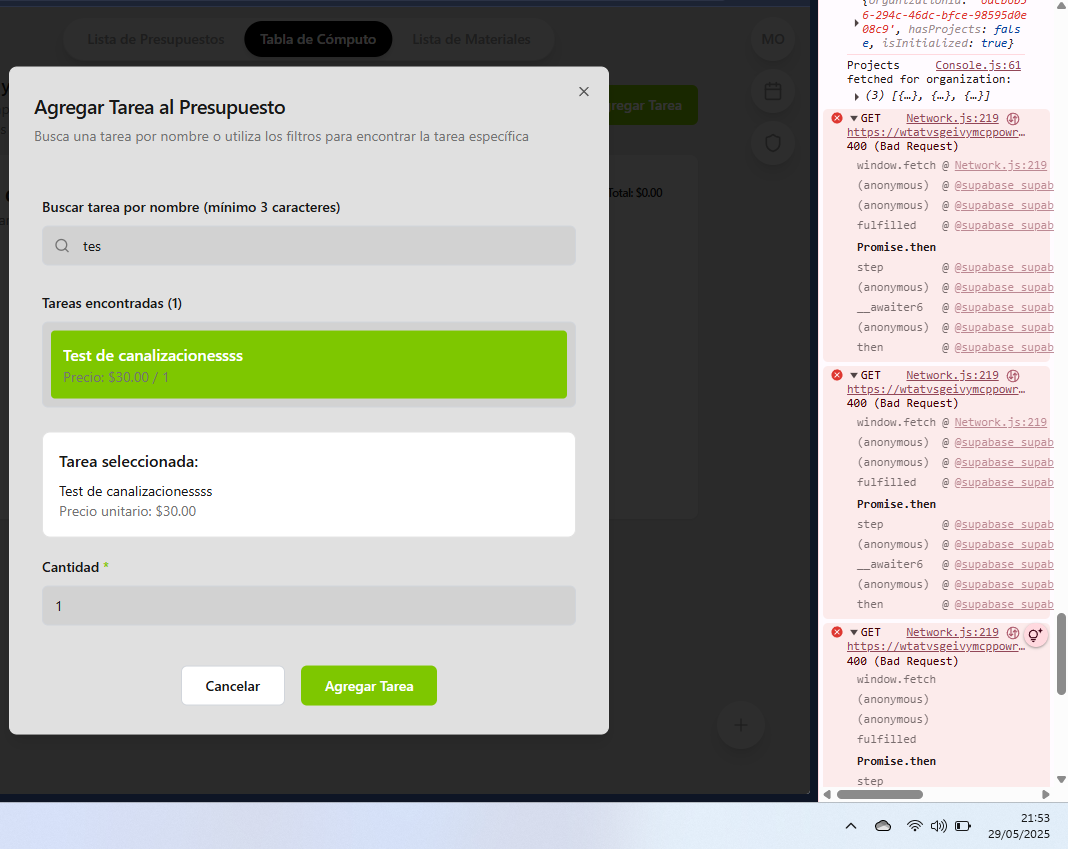 Lista de Presupuestos
Tabla de Cómputo
Lista de Materiales
MO
Agregar Tarea al Presupuesto
Busca una tarea por nombre o utiliza los filtros para encontrar la tarea específica
regar Tarea
Total: $0.00
Buscar tarea por nombre (mínimo 3 caracteres)
tes
Tareas encontradas (1)
Test de canalizacionessss
Precio: $30.00 / 1
Tarea seleccionada:
Test de canalizacionessss
Precio unitario: $30.00
Cantidad *
1
Cancelar
Agregar Tarea
6-294c-46dc-bfce-98595d0e
08c9', hasProjects: fals
e, isInitialized: true}
Projects Console.js:61
fetched for organization:
(3) [{…}, {…}, {…}]
GET Network.js:219
https://wtatvsgeivymcppowr…
400 (Bad Request)
window.fetch @ Network.js:219
(anonymous) @ @supabase_supab
(anonymous) @ @supabase_supab
fulfilled @ @supabase_supab
Promise.then
step @ @supabase_supab
(anonymous) @ @supabase_supab
__awaiter6 @ @supabase_supab
(anonymous) @ @supabase_supab
then @ @supabase_supab
GET Network.js:219
https://wtatvsgeivymcppowr…
400 (Bad Request)
window.fetch @ Network.js:219
(anonymous) @ @supabase_supab
(anonymous) @ @supabase_supab
fulfilled @ @supabase_supab
Promise.then
step @ @supabase_supab
(anonymous) @ @supabase_supab
__awaiter6 @ @supabase_supab
(anonymous) @ @supabase_supab
then @ @supabase_supab
GET Network.js:219
https://wtatvsgeivymcppowr…
400 (Bad Request)
window.fetch
(anonymous)
(anonymous)
fulfilled
Promise.then
step
21:53
29/05/2025